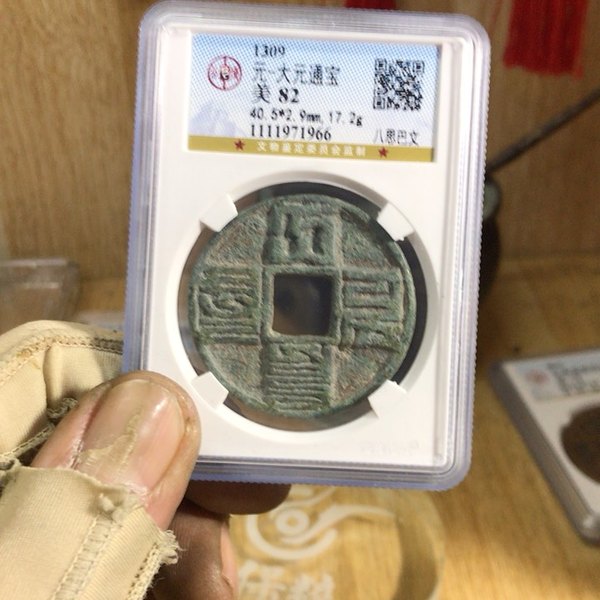 1309
元-大元通宝
美 82
40.5*2.9mm,17.2g
1111971966
八思巴文
文物鉴定委员会监制